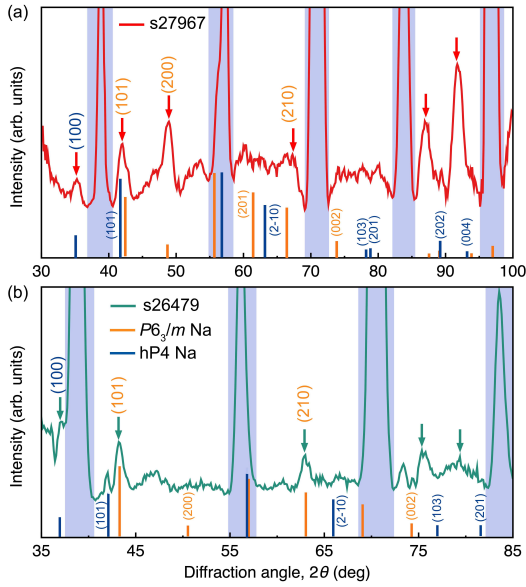 (a)
s27967
Intensity (arb. units)
(100)
(101)
(200)
(210)
(101)
(201)
(2-10)
(002)
(103)
(201)
(202)
(004)
30 40 50 60 70 80 90 100
(b)
s26479
P6₃/m Na
hP4 Na
Intensity (arb. units)
(100)
(101)
(210)
(101)
(200)
(2-10)
(002)
(103)
(201)
35 45 55 65 75 85
Diffraction angle, 2θ (deg)